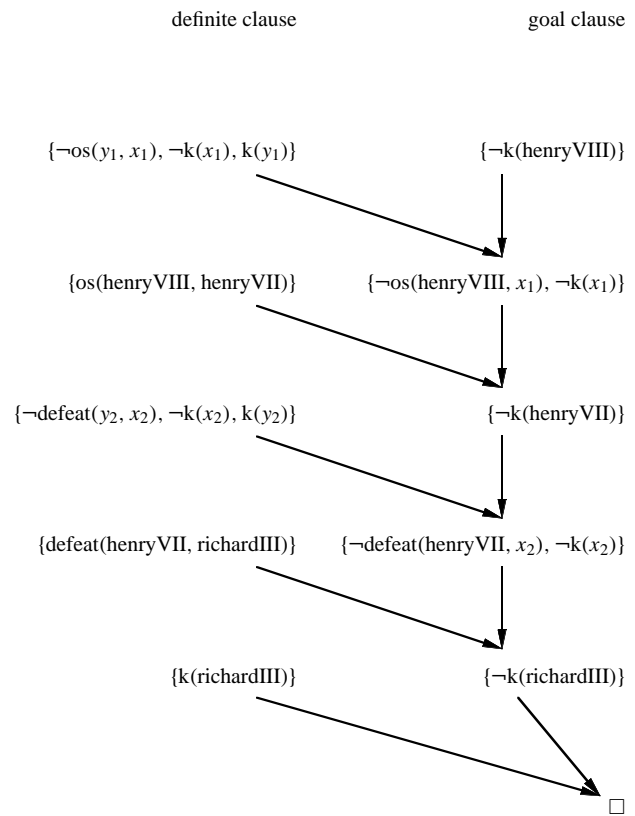 definite clause goal clause
{¬os(y₁, x₁), ¬k(x₁), k(y₁)} {¬k(henryVIII)}
{os(henryVIII, henryVII)} {¬os(henryVIII, x₁), ¬k(x₁)}
{¬defeat(y₂, x₂), ¬k(x₂), k(y₂)} {¬k(henryVII)}
{defeat(henryVII, richardIII)} {¬defeat(henryVII, x₂), ¬k(x₂)}
{k(richardIII)} {¬k(richardIII)}
□